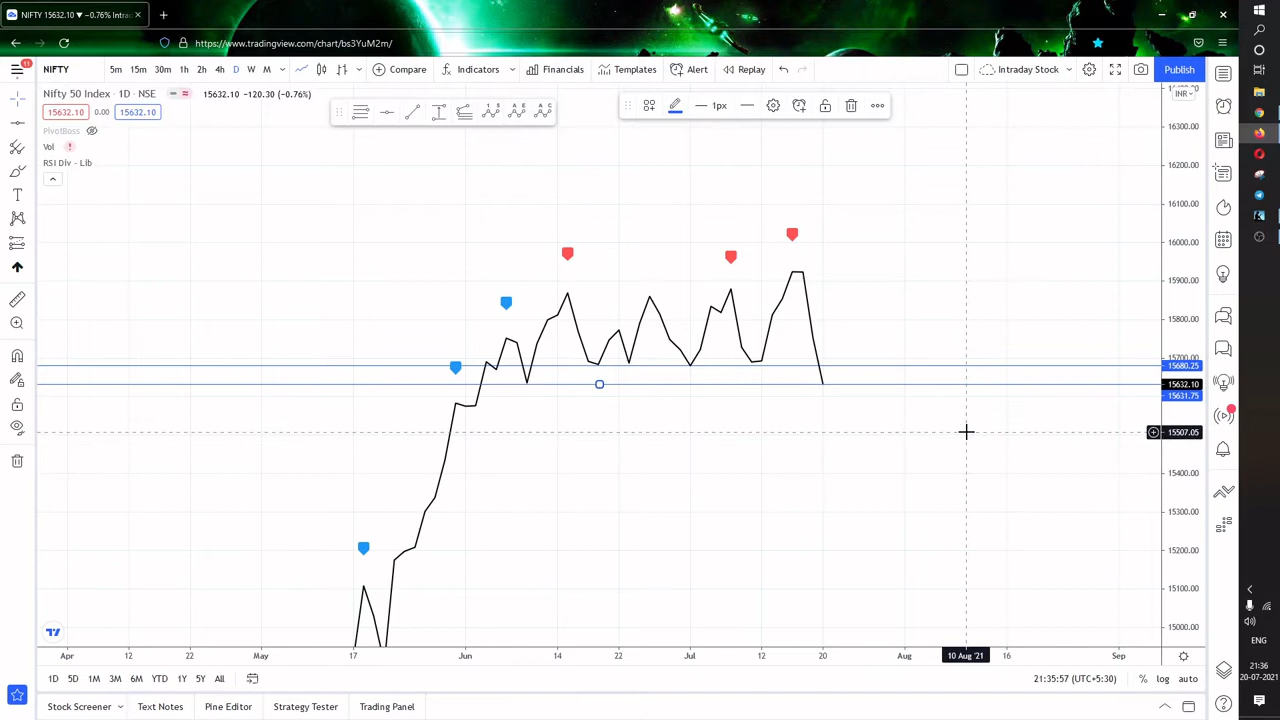 NIFTY 15632.10 ▼ −0.76% Intra
https://www.tradingview.com/chart/bs3YuM2m/
11
NIFTY 5m 15m 30m 1h 2h 4h D W M Compare Indicators Financials Templates Alert Replay Intraday Stock Publish
Nifty 50 Index · 1D · NSE 15632.10 −120.30 (−0.76%)
INR
1px
15632.10 0.00 15632.10
PivotBoss
Vol
RSI Div - Lib
16300.00
16200.00
16100.00
16000.00
15900.00
15800.00
15700.00
15680.25
15632.10
15631.75
15507.05
15400.00
15300.00
15200.00
15100.00
15000.00
Apr 12 22 May 17 Jun 14 22 Jul 12 20 Aug 10 Aug '21 16 Sep
1D 5D 1M 3M 6M YTD 1Y 5Y All 21:35:57 (UTC+5:30) % log auto
Stock Screener Text Notes Pine Editor Strategy Tester Trading Panel
ENG
21:36
20-07-2021